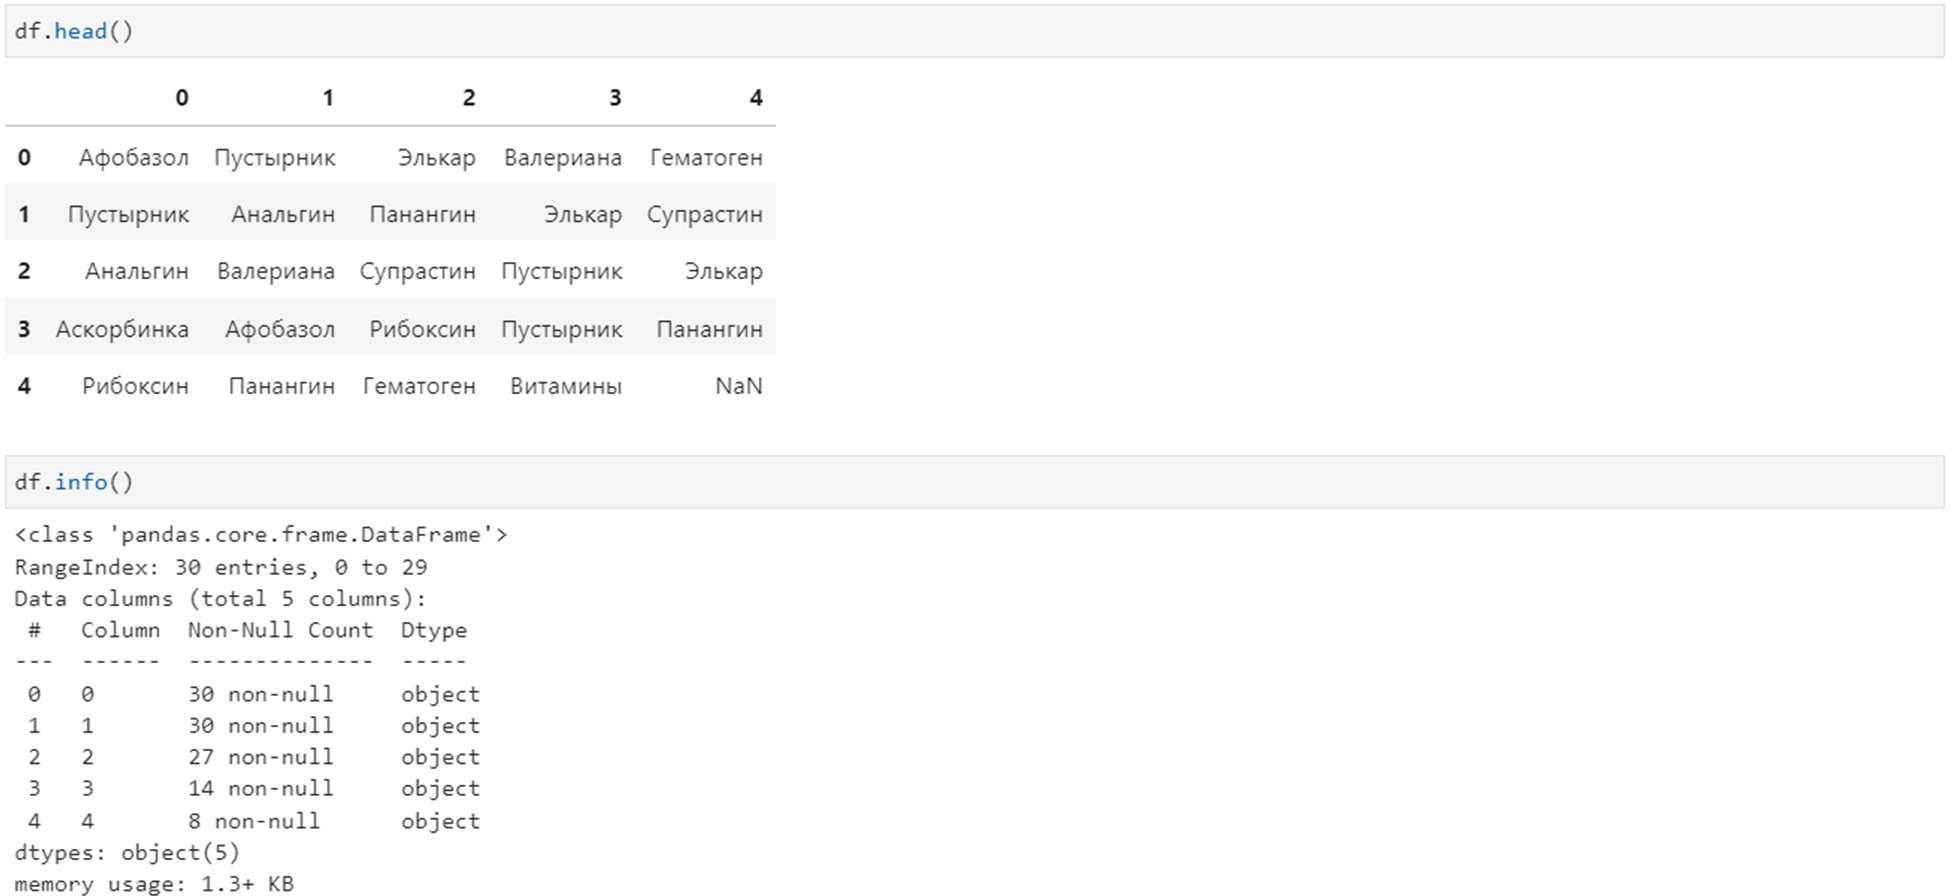 df.head()
0 1 2 3 4
0 Афобазол Пустырник Элькар Валериана Гематоген
1 Пустырник Анальгин Панангин Элькар Супрастин
2 Анальгин Валериана Супрастин Пустырник Элькар
3 Аскорбинка Афобазол Рибоксин Пустырник Панангин
4 Рибоксин Панангин Гематоген Витамины NaN
df.info()
<class 'pandas.core.frame.DataFrame'>
RangeIndex: 30 entries, 0 to 29
Data columns (total 5 columns):
# Column Non-Null Count Dtype
--- ------ -------------- -----
0 0 30 non-null object
1 1 30 non-null object
2 2 27 non-null object
3 3 14 non-null object
4 4 8 non-null object
dtypes: object(5)
memory usage: 1.3+ KB